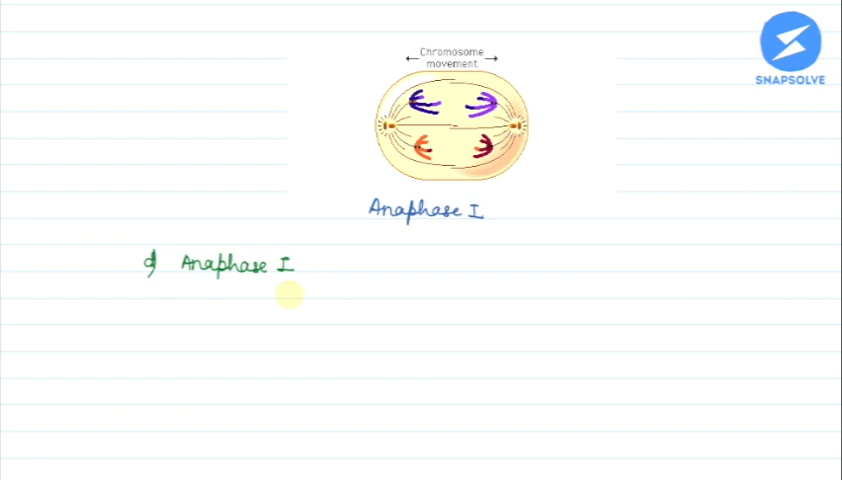 SNAPSOLVE
Chromosome
movement
Anaphase I
d) Anaphase I